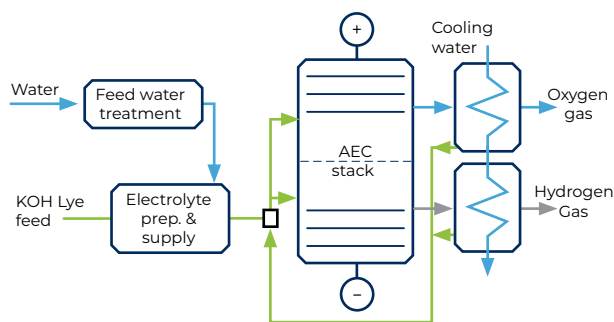 +
Cooling
water
Water
Feed water
treatment
Oxygen
gas
AEC
stack
KOH Lye
feed
Electrolyte
prep. &
supply
Hydrogen
Gas
−